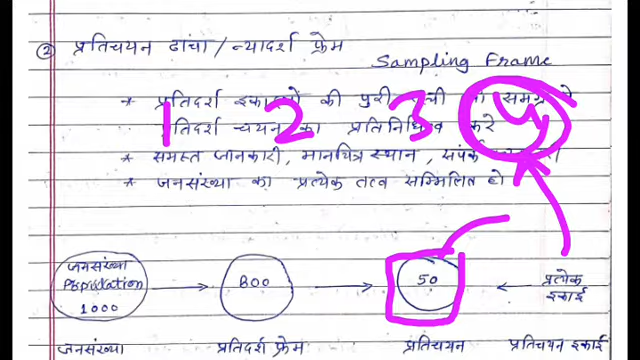 ② प्रतिचयन ढांचा / न्यादर्श फ्रेम
Sampling Frame
* प्रतिदर्श इकाइयों की पुरी सूची जो समग्र से
प्रतिदर्श चयन का प्रतिनिधित्व करे
1 2 3
* समस्त जानकारी, मानचित्र स्थान, संपर्क
* जनसंख्या का प्रत्येक तत्व सम्मिलित हो
जनसंख्या
Population
1000
800
50
प्रत्येक
इकाई
जनसंख्या प्रतिदर्श फ्रेम प्रतिचयन प्रतिचयन इकाई